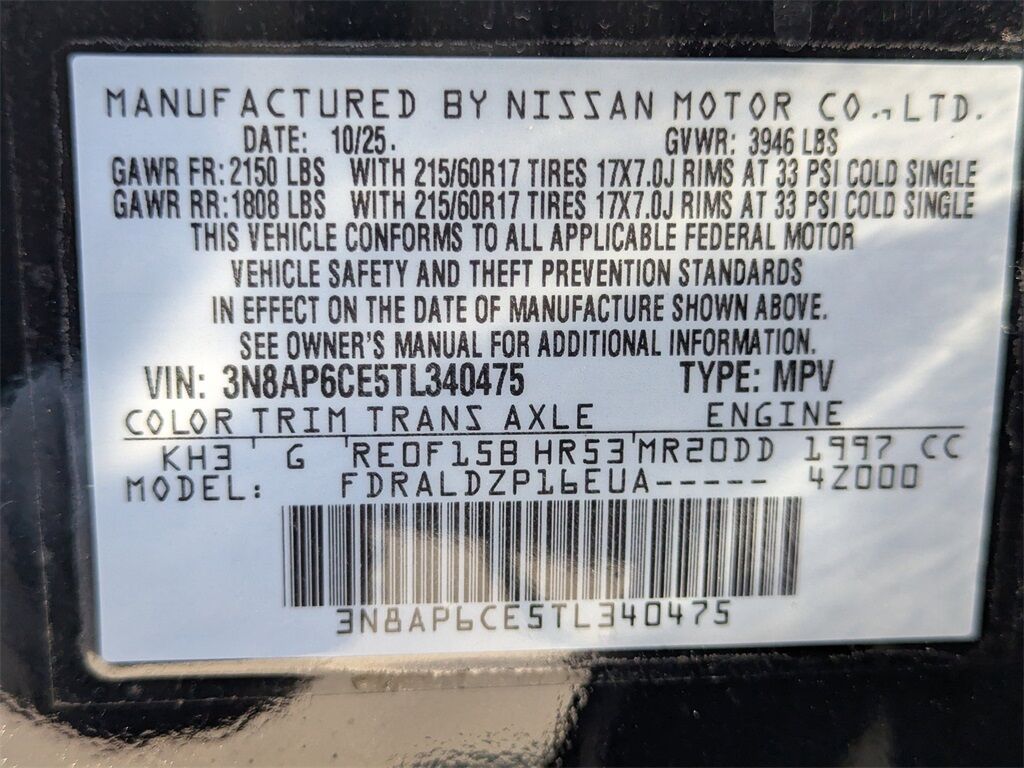 MANUFACTURED BY NISSAN MOTOR CO., LTD.
DATE: 10/25. GVWR: 3946 LBS
GAWR FR: 2150 LBS WITH 215/60R17 TIRES 17X7.0J RIMS AT 33 PSI COLD SINGLE
GAWR RR: 1808 LBS WITH 215/60R17 TIRES 17X7.0J RIMS AT 33 PSI COLD SINGLE
THIS VEHICLE CONFORMS TO ALL APPLICABLE FEDERAL MOTOR
VEHICLE SAFETY AND THEFT PREVENTION STANDARDS
IN EFFECT ON THE DATE OF MANUFACTURE SHOWN ABOVE.
SEE OWNER'S MANUAL FOR ADDITIONAL INFORMATION.
VIN: 3N8AP6CE5TL340475 TYPE: MPV
COLOR TRIM TRANS AXLE ENGINE
KH3 G RE0F15B HR53 MR20DD 1997 CC
MODEL: FDRALDZP16EUA----- 4Z000
3N8AP6CE5TL340475